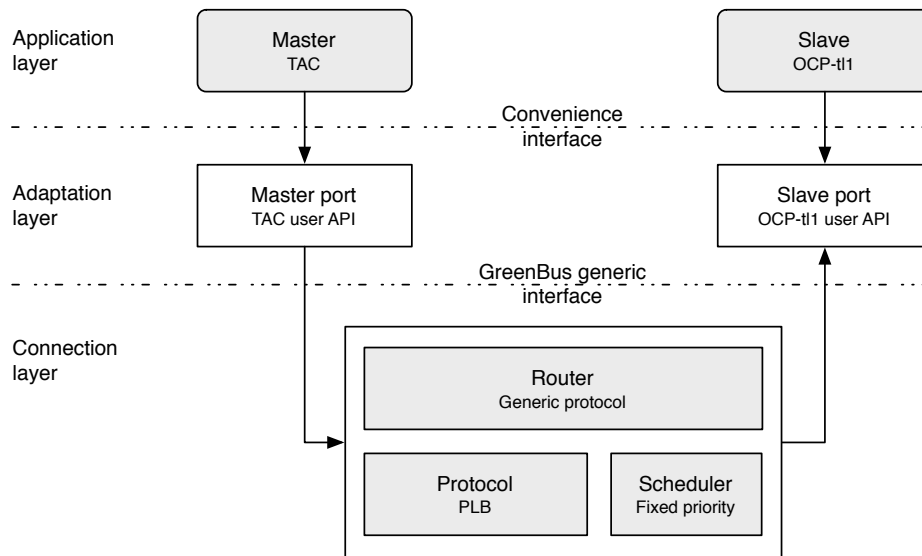 Application
layer
Master
TAC
Slave
OCP-tl1
Convenience
interface
Adaptation
layer
Master port
TAC user API
Slave port
OCP-tl1 user API
GreenBus generic
interface
Connection
layer
Router
Generic protocol
Protocol
PLB
Scheduler
Fixed priority